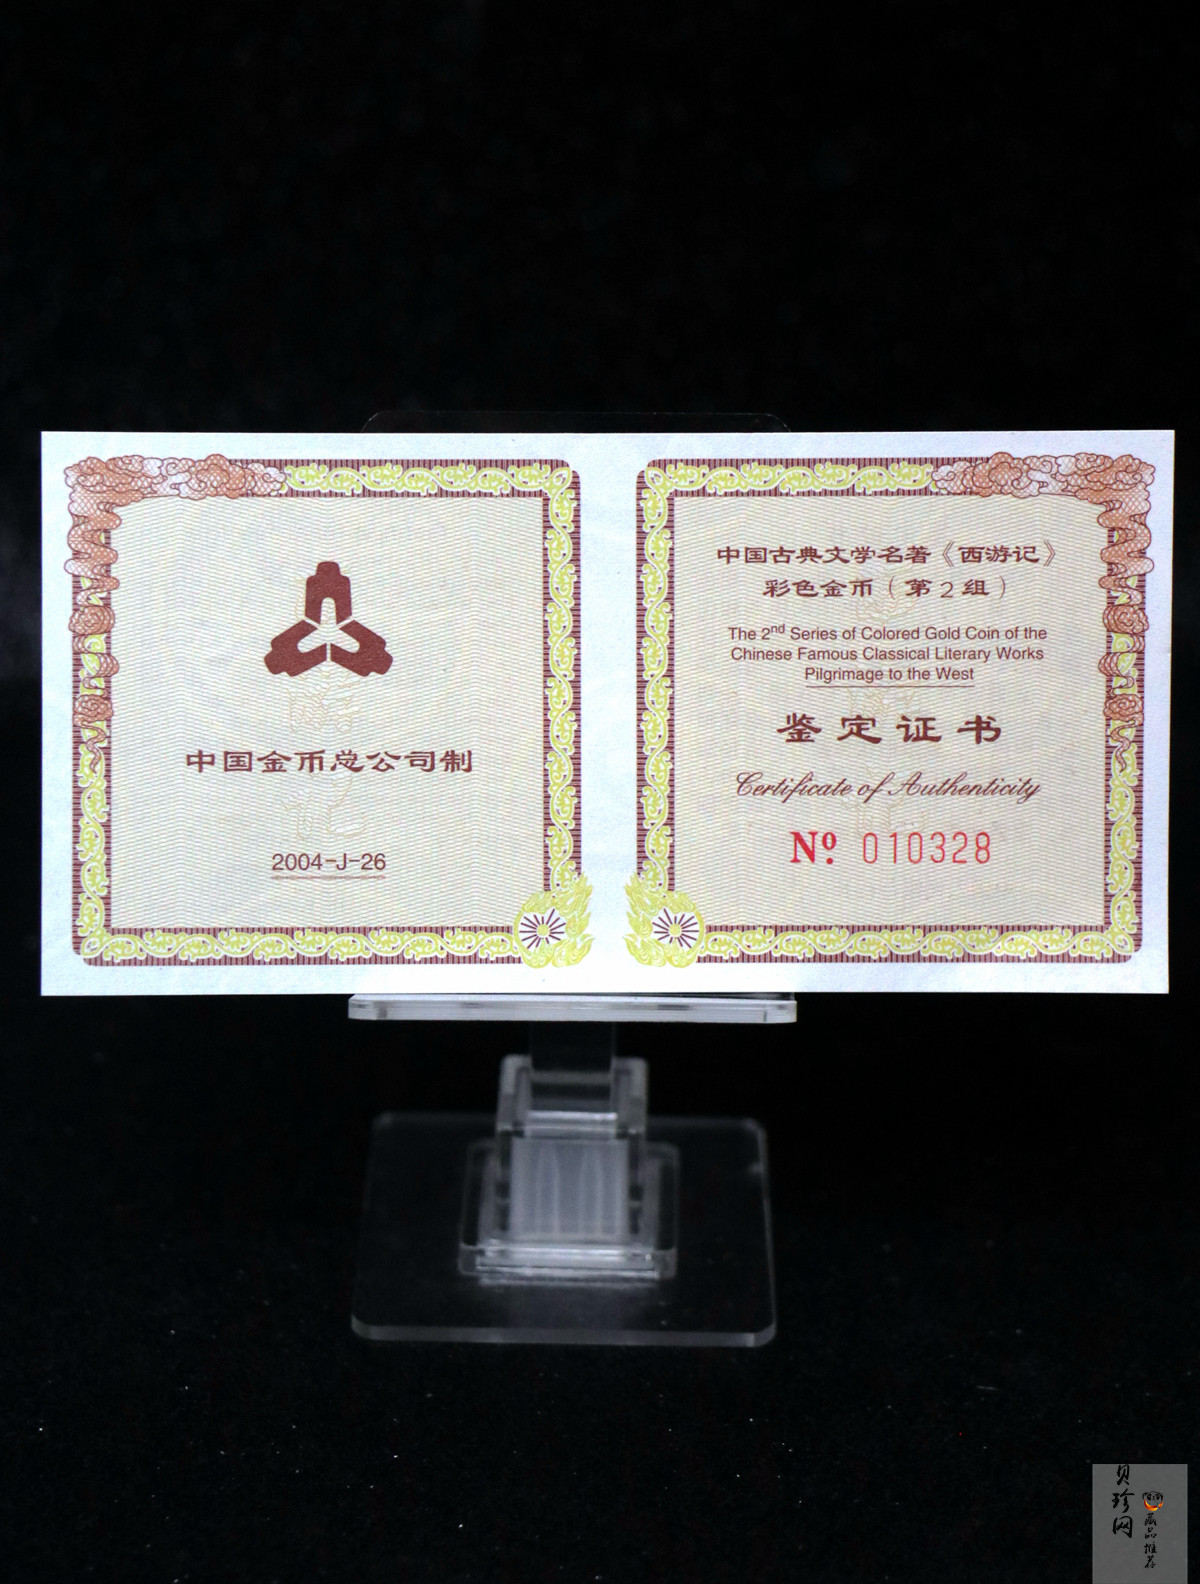 中国金币总公司制
2004-J-26
中国古典文学名著《西游记》
彩色金币（第2组）
The 2nd Series of Colored Gold Coin of the
Chinese Famous Classical Literary Works
Pilgrimage to the West
鉴定证书
Certificate of Authenticity
Nº. 010328
贝珍网
藏品推荐